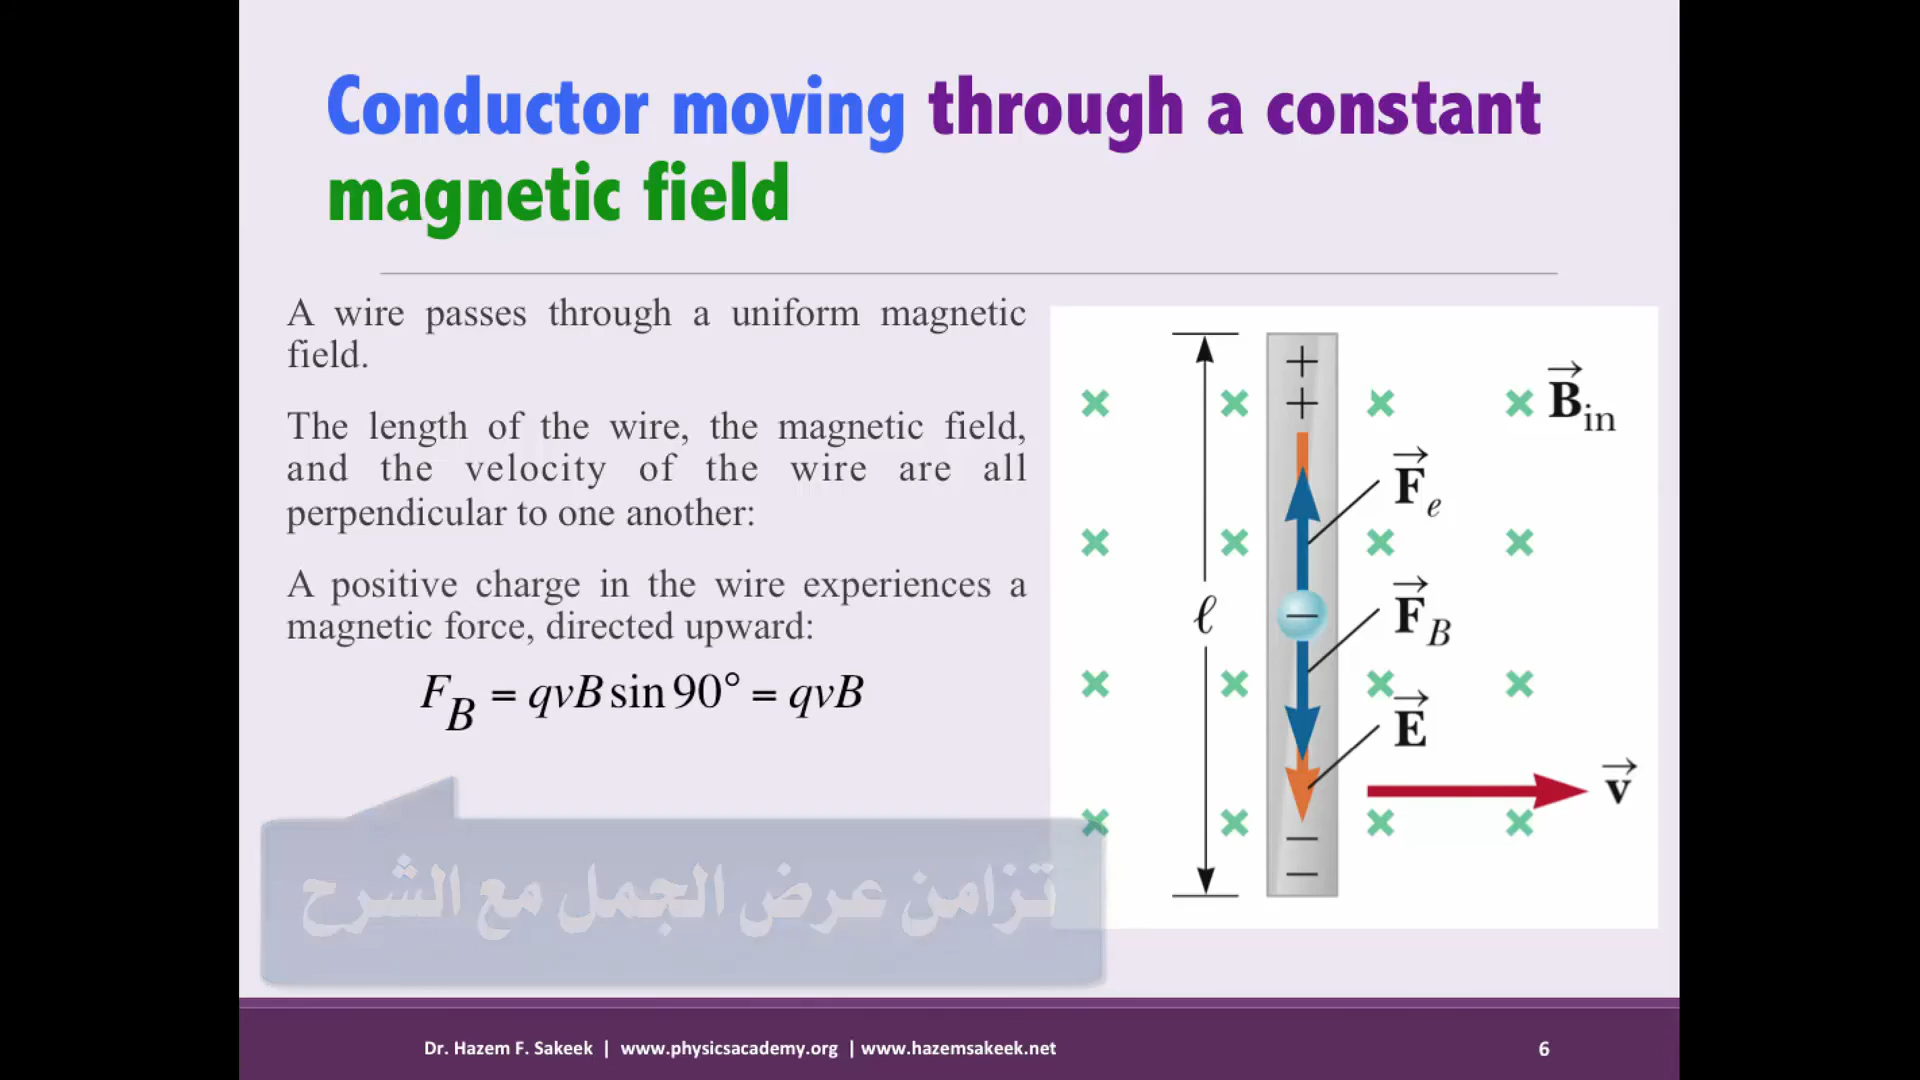 Conductor moving through a constant
magnetic field
A wire passes through a uniform magnetic
field.
The length of the wire, the magnetic field,
and the velocity of the wire are all
perpendicular to one another:
A positive charge in the wire experiences a
magnetic force, directed upward:
F_B = qvB sin 90° = qvB
تزامن عرض الجمل مع الشرح
ℓ
+
+
−
−
−
B⃗in
F⃗e
F⃗B
E⃗
v⃗
Dr. Hazem F. Sakeek | www.physicsacademy.org | www.hazemsakeek.net
6